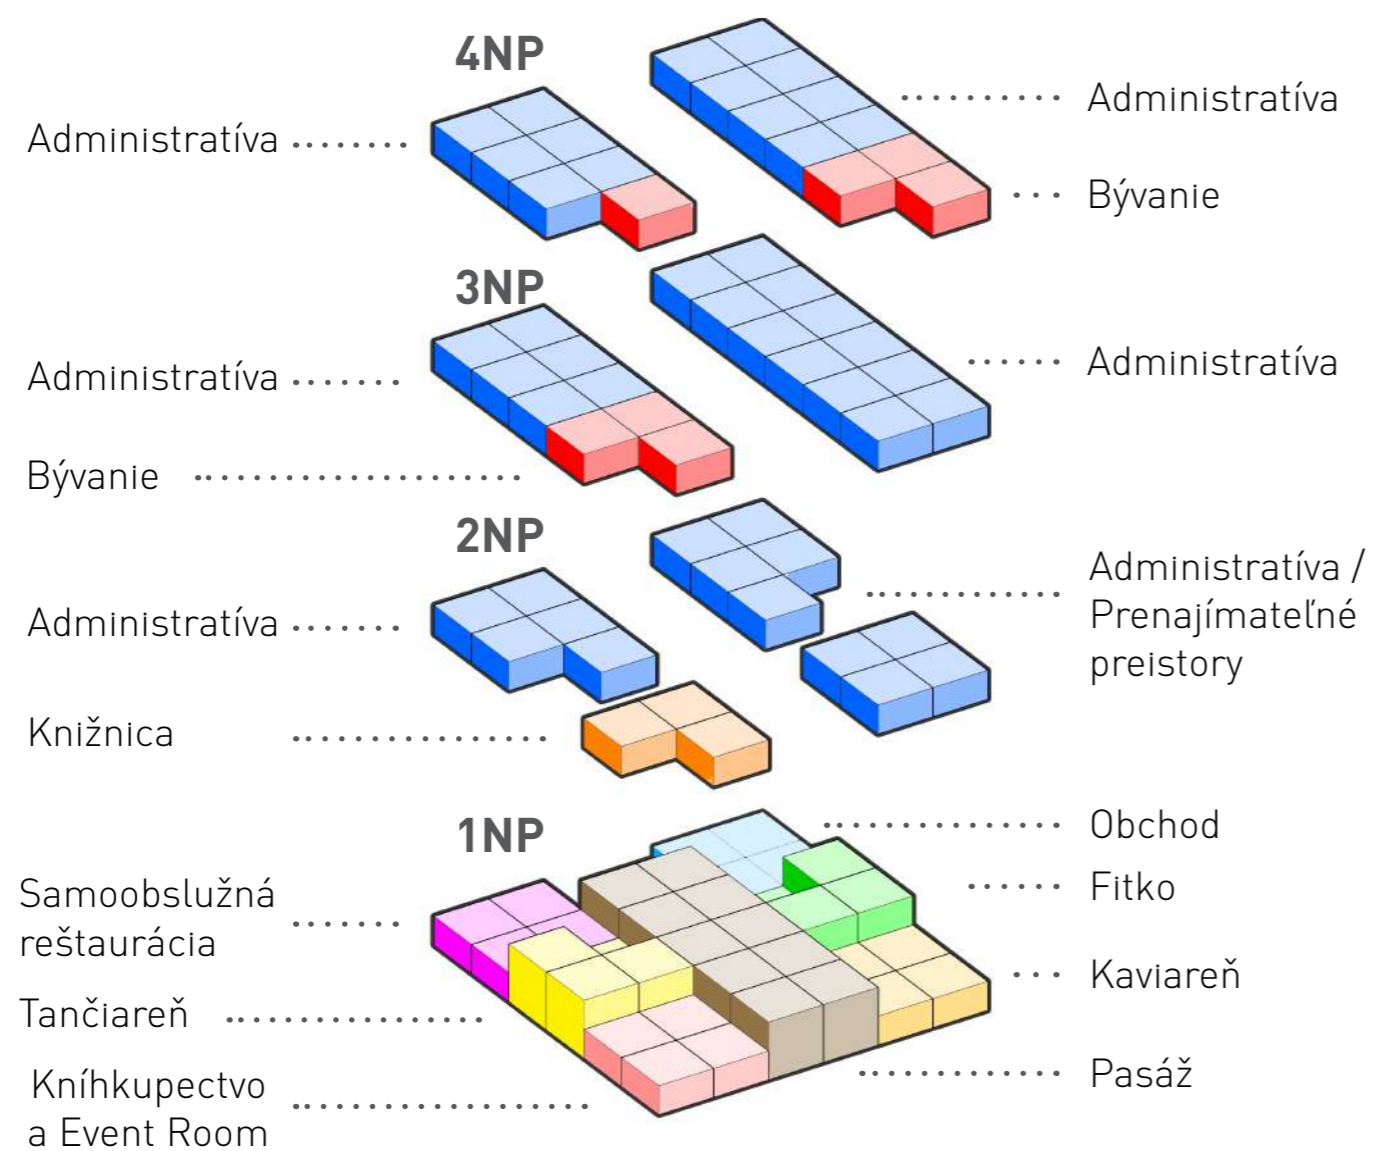 4NP
Administratíva
Administratíva
Bývanie
3NP
Administratíva
Administratíva
Bývanie
2NP
Administratíva /
Prenajímateľné
preistory
Administratíva
Knižnica
1NP
Obchod
Samoobslužná
reštaurácia
Fitko
Kaviareň
Tančiareň
Pasáž
Kníhkupectvo
a Event Room